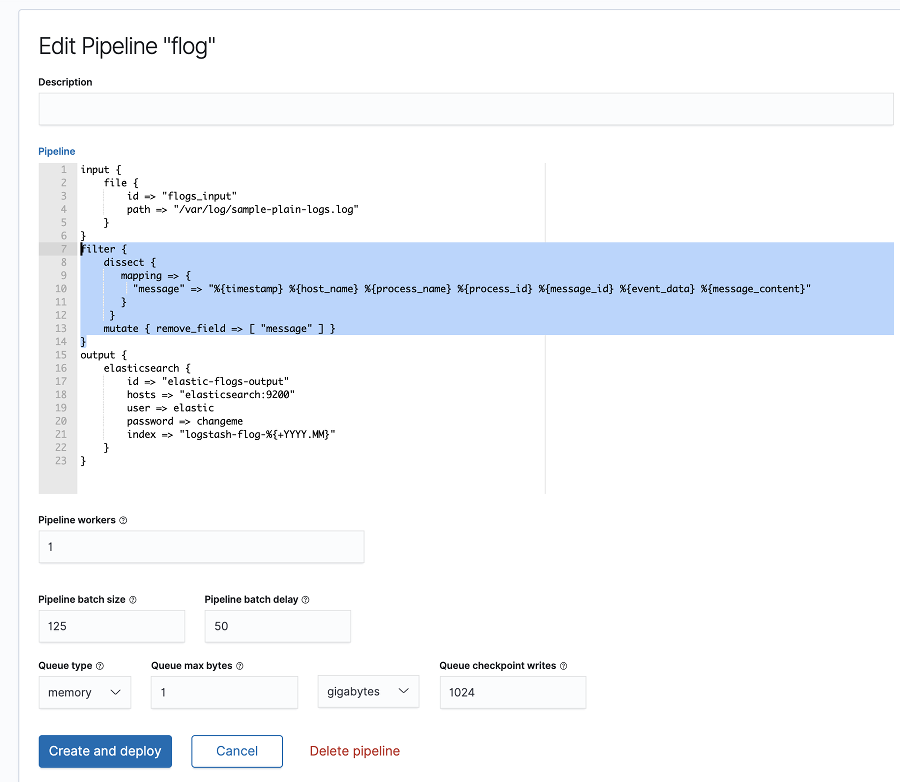 Edit Pipeline "flog"
Description
Pipeline
1 input {
2 file {
3 id => "flogs_input"
4 path => "/var/log/sample-plain-logs.log"
5 }
6 }
7 filter {
8 dissect {
9 mapping => {
10 "message" => "%{timestamp} %{host_name} %{process_name} %{process_id} %{message_id} %{event_data} %{message_content}"
11 }
12 }
13 mutate { remove_field => [ "message" ] }
14 }
15 output {
16 elasticsearch {
17 id => "elastic-flogs-output"
18 hosts => "elasticsearch:9200"
19 user => elastic
20 password => changeme
21 index => "logstash-flog-%{+YYYY.MM}"
22 }
23 }
Pipeline workers
1
Pipeline batch size Pipeline batch delay
125 50
Queue type Queue max bytes Queue checkpoint writes
memory 1 gigabytes 1024
Create and deploy Cancel Delete pipeline